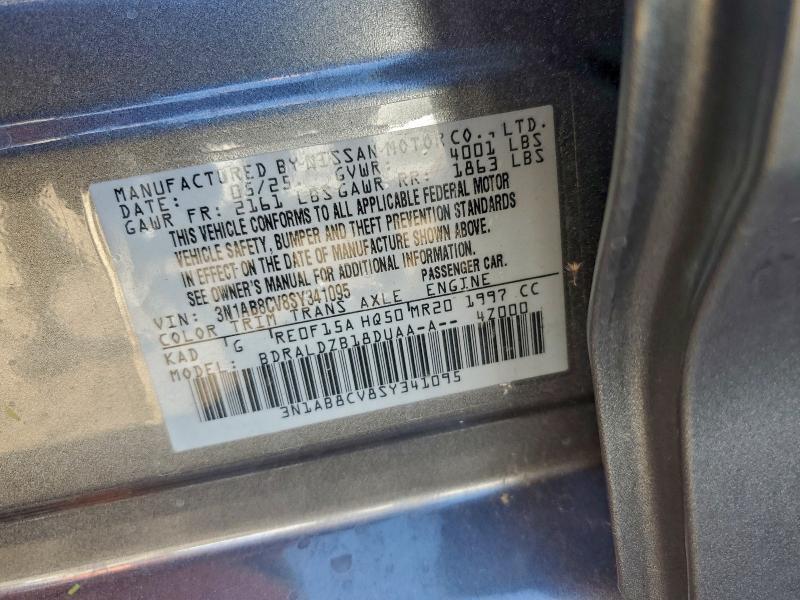 MANUFACTURED BY NISSAN MOTOR CO., LTD.
DATE: 05/25 GVWR: 4001 LBS
GAWR FR: 2161 LBS GAWR RR: 1863 LBS
THIS VEHICLE CONFORMS TO ALL APPLICABLE FEDERAL MOTOR
VEHICLE SAFETY, BUMPER AND THEFT PREVENTION STANDARDS
IN EFFECT ON THE DATE OF MANUFACTURE SHOWN ABOVE.
SEE OWNER'S MANUAL FOR ADDITIONAL INFORMATION.
VIN: 3N1AB8CV8SY341095 PASSENGER CAR.
COLOR TRIM TRANS AXLE ENGINE
KAD G RE0F15A HQ50 MR20 1997 CC
MODEL: BDRALDZB18DUAA-A-- 4Z000
3N1AB8CV8SY341095